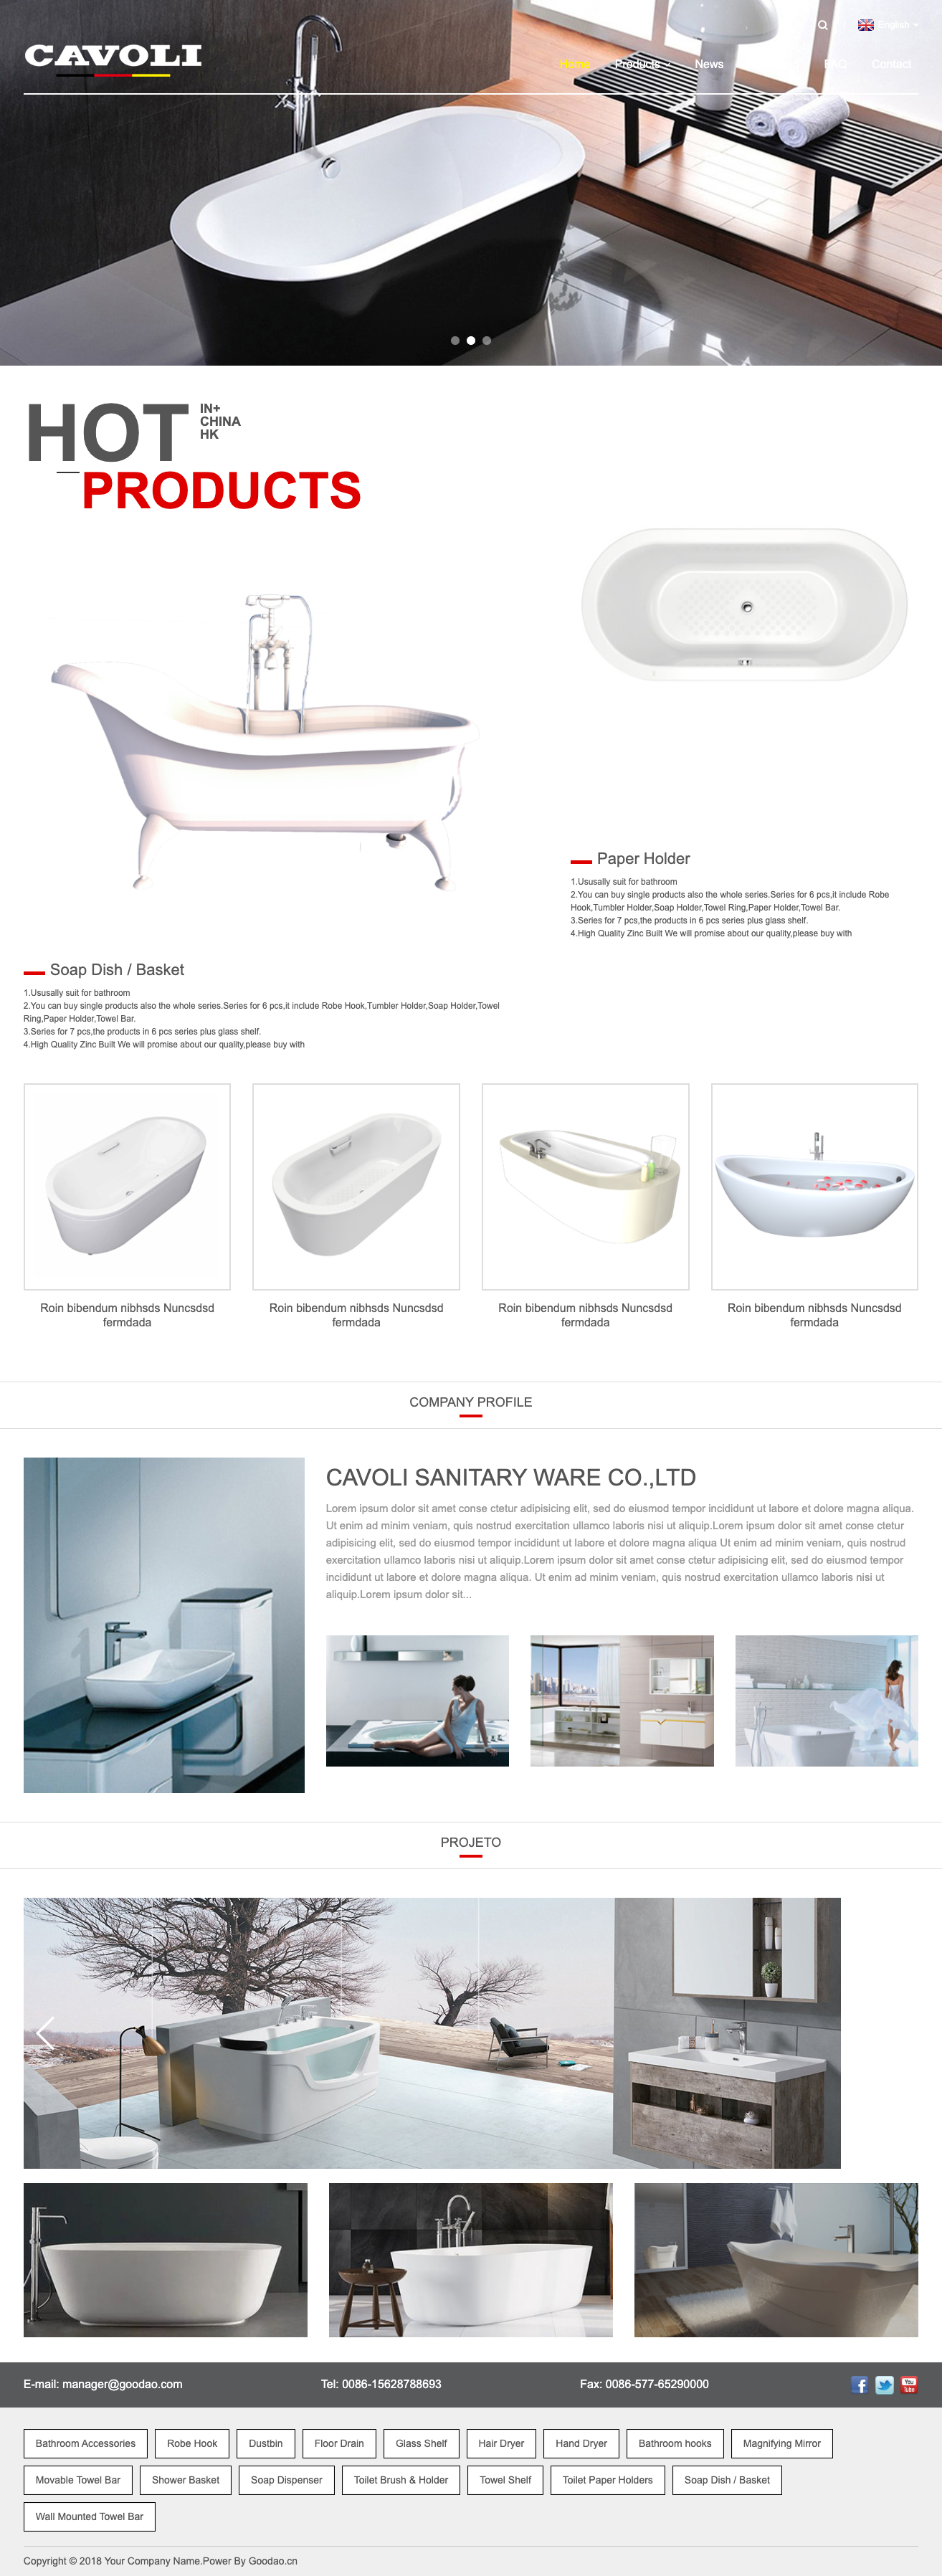 English
CAVOLI
Home Products News FAQ Contact
HOT
IN+
CHINA
HK
PRODUCTS
Paper Holder
1.Ususally suit for bathroom
2.You can buy single products also the whole series.Series for 6 pcs,it include Robe
Hook,Tumbler Holder,Soap Holder,Towel Ring,Paper Holder,Towel Bar.
3.Series for 7 pcs,the products in 6 pcs series plus glass shelf.
4.High Quality Zinc Built We will promise about our quality,please buy with
Soap Dish / Basket
1.Ususally suit for bathroom
2.You can buy single products also the whole series.Series for 6 pcs,it include Robe Hook,Tumbler Holder,Soap Holder,Towel
Ring,Paper Holder,Towel Bar.
3.Series for 7 pcs,the products in 6 pcs series plus glass shelf.
4.High Quality Zinc Built We will promise about our quality,please buy with
Roin bibendum nibhsds Nuncsdsd
fermdada
Roin bibendum nibhsds Nuncsdsd
fermdada
Roin bibendum nibhsds Nuncsdsd
fermdada
Roin bibendum nibhsds Nuncsdsd
fermdada
COMPANY PROFILE
CAVOLI SANITARY WARE CO.,LTD
Lorem ipsum dolor sit amet conse ctetur adipisicing elit, sed do eiusmod tempor incididunt ut labore et dolore magna aliqua.
Ut enim ad minim veniam, quis nostrud exercitation ullamco laboris nisi ut aliquip.Lorem ipsum dolor sit amet conse ctetur
adipisicing elit, sed do eiusmod tempor incididunt ut labore et dolore magna aliqua Ut enim ad minim veniam, quis nostrud
exercitation ullamco laboris nisi ut aliquip.Lorem ipsum dolor sit amet conse ctetur adipisicing elit, sed do eiusmod tempor
incididunt ut labore et dolore magna aliqua. Ut enim ad minim veniam, quis nostrud exercitation ullamco laboris nisi ut
aliquip.Lorem ipsum dolor sit...
PROJETO
E-mail: manager@goodao.com Tel: 0086-15628788693 Fax: 0086-577-65290000
You Tube
Bathroom Accessories Robe Hook Dustbin Floor Drain Glass Shelf Hair Dryer Hand Dryer Bathroom hooks Magnifying Mirror
Movable Towel Bar Shower Basket Soap Dispenser Toilet Brush & Holder Towel Shelf Toilet Paper Holders Soap Dish / Basket
Wall Mounted Towel Bar
Copyright © 2018 Your Company Name.Power By Goodao.cn